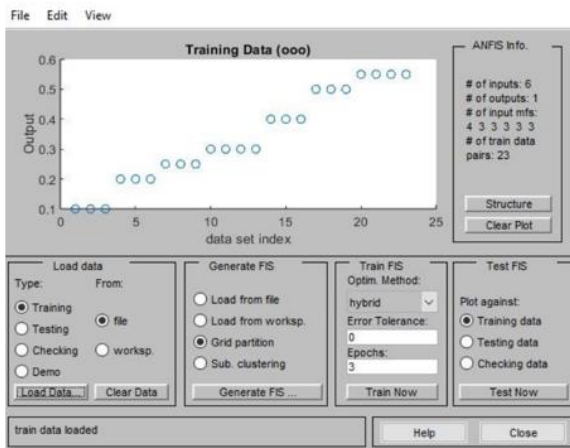 File Edit View
Training Data (ooo)
0.6
0.5
0.4
0.3
0.2
0.1
Output
0 5 10 15 20 25
data set index
ANFIS Info.
# of inputs: 6
# of outputs: 1
# of input mfs:
4 3 3 3 3 3
# of train data
pairs: 23
Structure
Clear Plot
Load data
Type: From:
Training
Testing
Checking
Demo
file
worksp.
Load Data... Clear Data
Generate FIS
Load from file
Load from worksp.
Grid partition
Sub. clustering
Generate FIS ...
Train FIS
Optim. Method:
hybrid
Error Tolerance:
0
Epochs:
3
Train Now
Test FIS
Plot against:
Training data
Testing data
Checking data
Test Now
train data loaded
Help Close